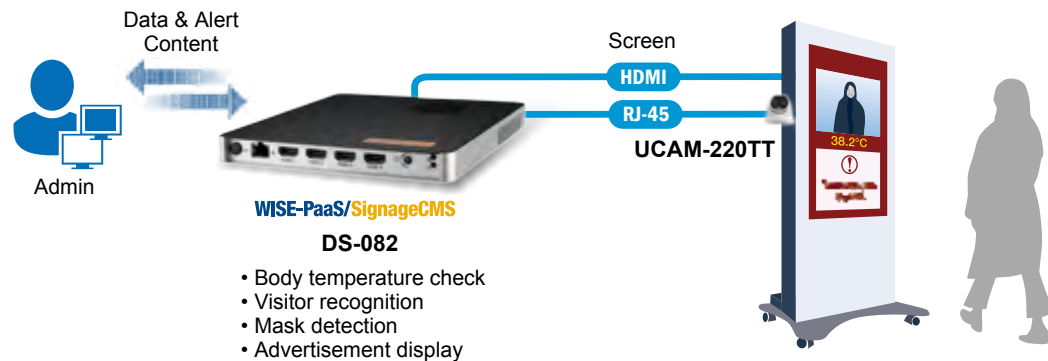 Data & Alert
Content
Admin
Screen
HDMI
RJ-45
UCAM-220TT
38.2°C
WISE-PaaS/SignageCMS
DS-082
• Body temperature check
• Visitor recognition
• Mask detection
• Advertisement display